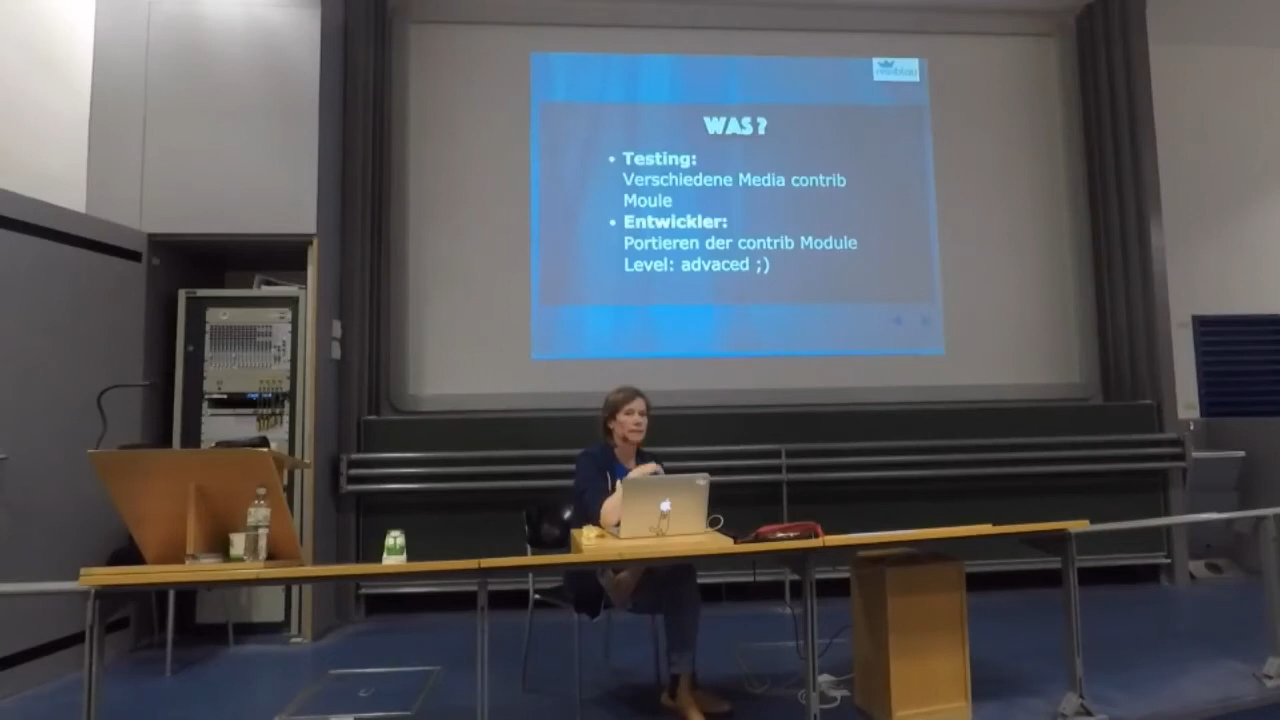 WAS?
• Testing:
Verschiedene Media contrib
Moule
• Entwickler:
Portieren der contrib Module
Level: advaced ;)